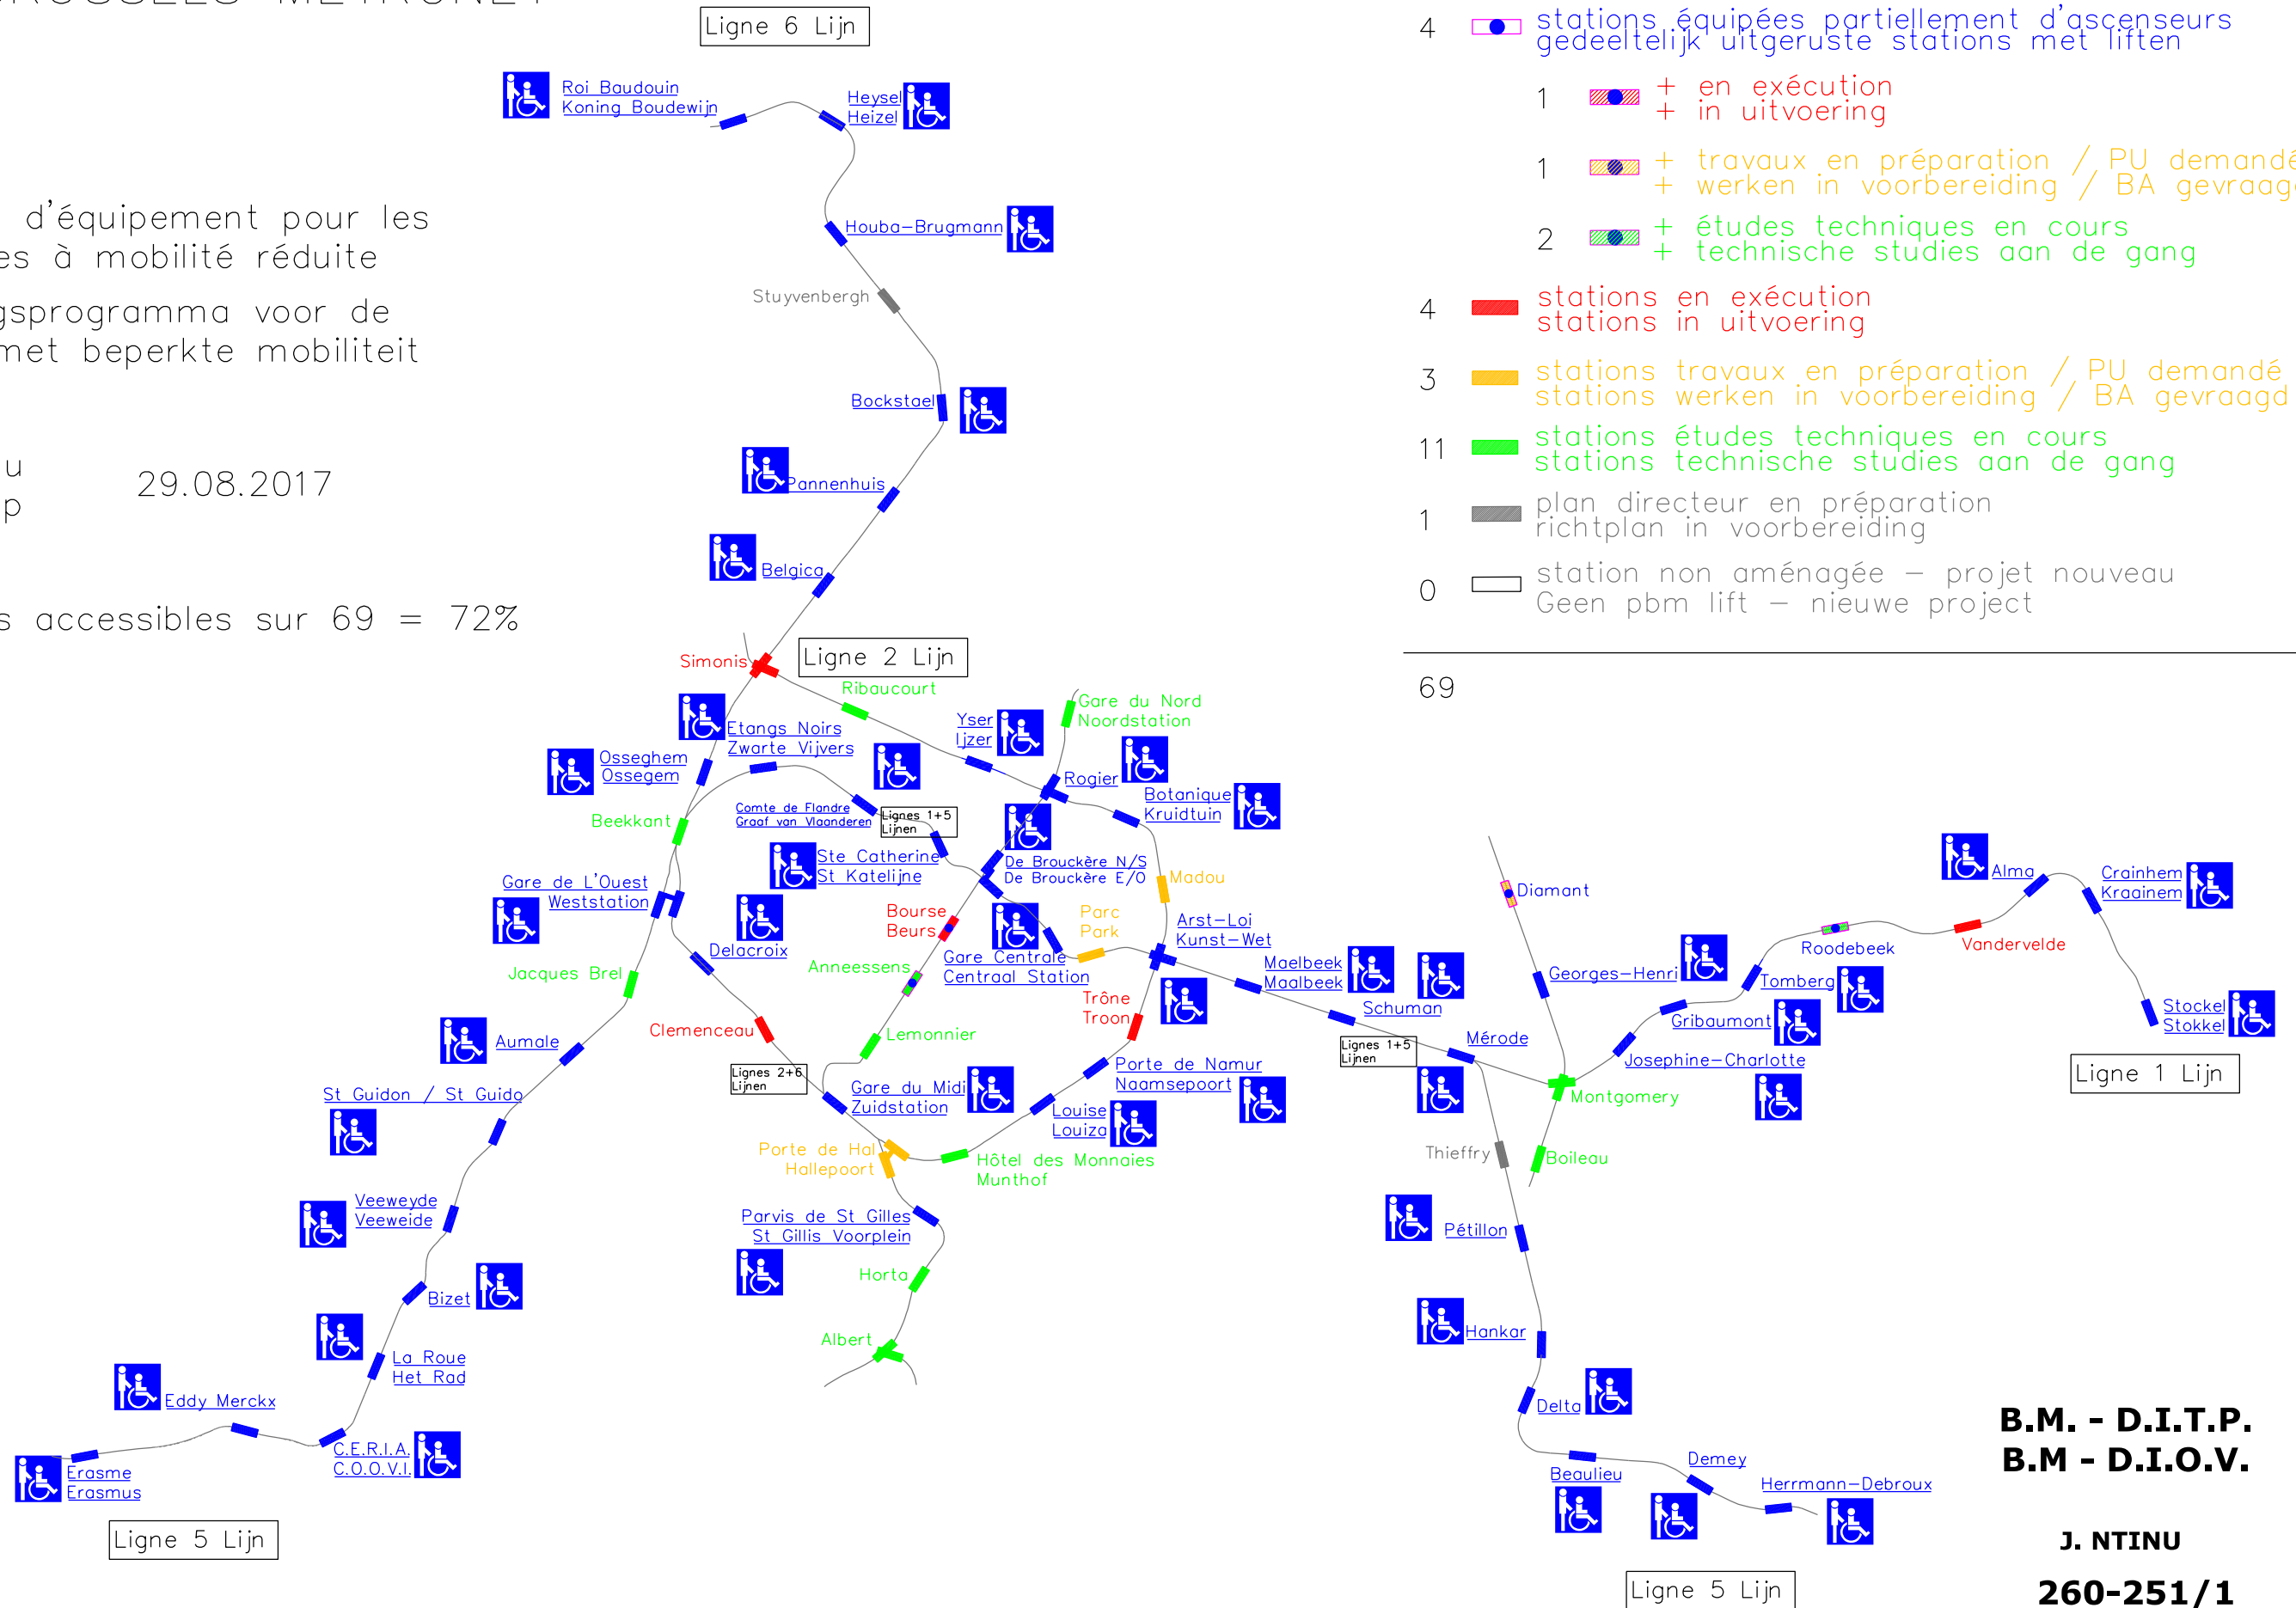 Ligne 6 Lijn
d'équipement pour les
es à mobilité réduite
gsprogramma voor de
met beperkte mobiliteit
u
p
29.08.2017
s accessibles sur 69 = 72%
4
stations équipées partiellement d'ascenseurs
gedeeltelijk uitgeruste stations met liften
1
+ en exécution
+ in uitvoering
1
+ travaux en préparation / PU demandé
+ werken in voorbereiding / BA gevraagd
2
+ études techniques en cours
+ technische studies aan de gang
4
stations en exécution
stations in uitvoering
3
stations travaux en préparation / PU demandé
stations werken in voorbereiding / BA gevraagd
11
stations études techniques en cours
stations technische studies aan de gang
1
plan directeur en préparation
richtplan in voorbereiding
0
station non aménagée – projet nouveau
Geen pbm lift – nieuwe project
69
Roi Baudouin
Koning Boudewijn
Heysel
Heizel
Houba-Brugmann
Stuyvenbergh
Bockstael
Pannenhuis
Belgica
Simonis
Ligne 2 Lijn
Ribaucourt
Gare du Nord
Noordstation
Yser
Ijzer
Etangs Noirs
Zwarte Vijvers
Osseghem
Ossegem
Rogier
Botanique
Kruidtuin
Comte de Flandre
Graaf van Vlaanderen
Lignes 1+5
Lijnen
Beekkant
Ste Catherine
St Katelijne
De Brouckère N/S
De Brouckère E/O
Madou
Gare de L'Ouest
Weststation
Bourse
Beurs
Parc
Park
Arst-Loi
Kunst-Wet
Delacroix
Anneessens
Gare Centrale
Centraal Station
Maelbeek
Maalbeek
Jacques Brel
Clemenceau
Trône
Troon
Schuman
Lemonnier
Aumale
Lignes 1+5
Lijnen
Mérode
Lignes 2+6
Lijnen
Gare du Midi
Zuidstation
Porte de Namur
Naamsepoort
Louise
Louiza
St Guidon / St Guido
Porte de Hal
Hallepoort
Hôtel des Monnaies
Munthof
Veeweyde
Veeweide
Parvis de St Gilles
St Gillis Voorplein
Bizet
Horta
La Roue
Het Rad
Albert
Eddy Merckx
C.E.R.I.A.
C.O.O.V.I.
Erasme
Erasmus
Ligne 5 Lijn
Diamant
Alma
Crainhem
Kraainem
Roodebeek
Vandervelde
Georges-Henri
Tomberg
Gribaumont
Stockel
Stokkel
Josephine-Charlotte
Ligne 1 Lijn
Montgomery
Thieffry
Boileau
Pétillon
Hankar
Delta
Beaulieu
Demey
Herrmann-Debroux
Ligne 5 Lijn
B.M. - D.I.T.P.
B.M - D.I.O.V.
J. NTINU
260-251/1